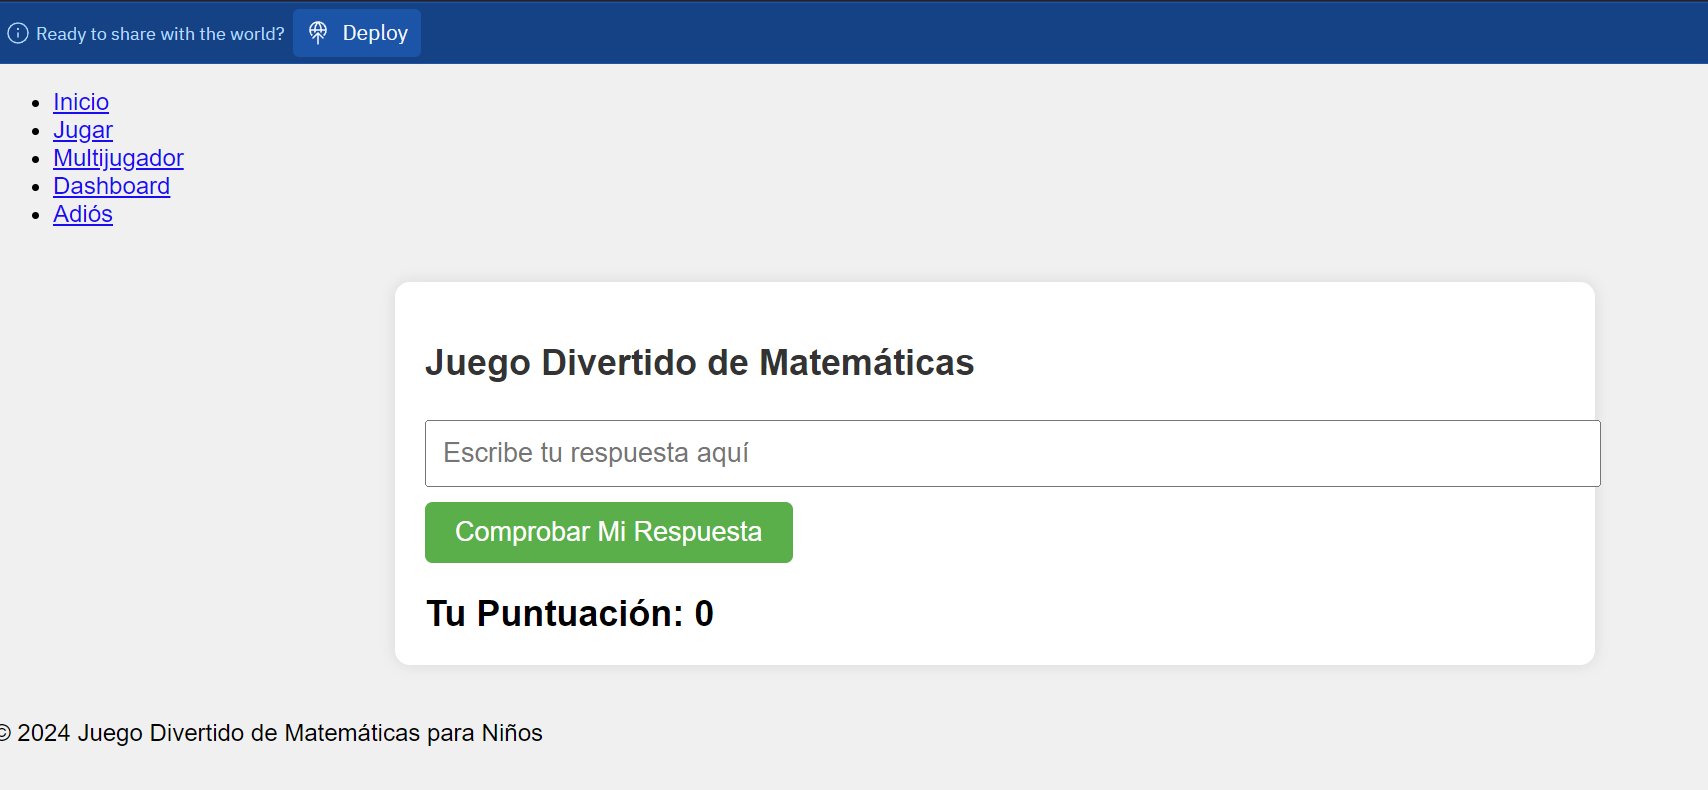 Ready to share with the world? Deploy
Inicio
Jugar
Multijugador
Dashboard
Adiós
Juego Divertido de Matemáticas
Escribe tu respuesta aquí
Comprobar Mi Respuesta
Tu Puntuación: 0
© 2024 Juego Divertido de Matemáticas para Niños